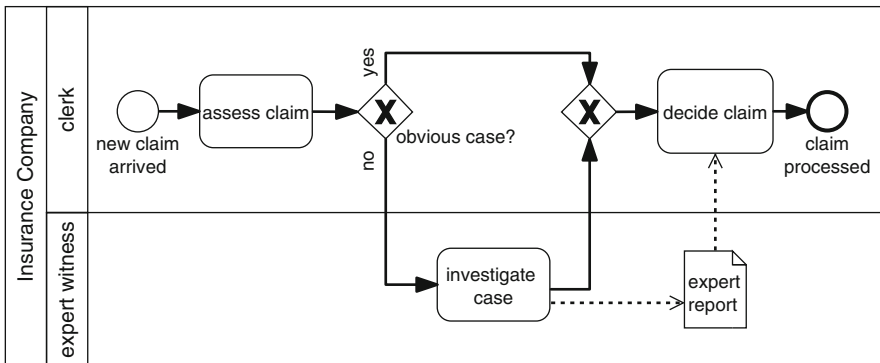 Insurance Company
clerk
new claim
arrived
assess claim
yes
X
obvious case?
no
X
decide claim
claim
processed
expert witness
investigate
case
expert
report